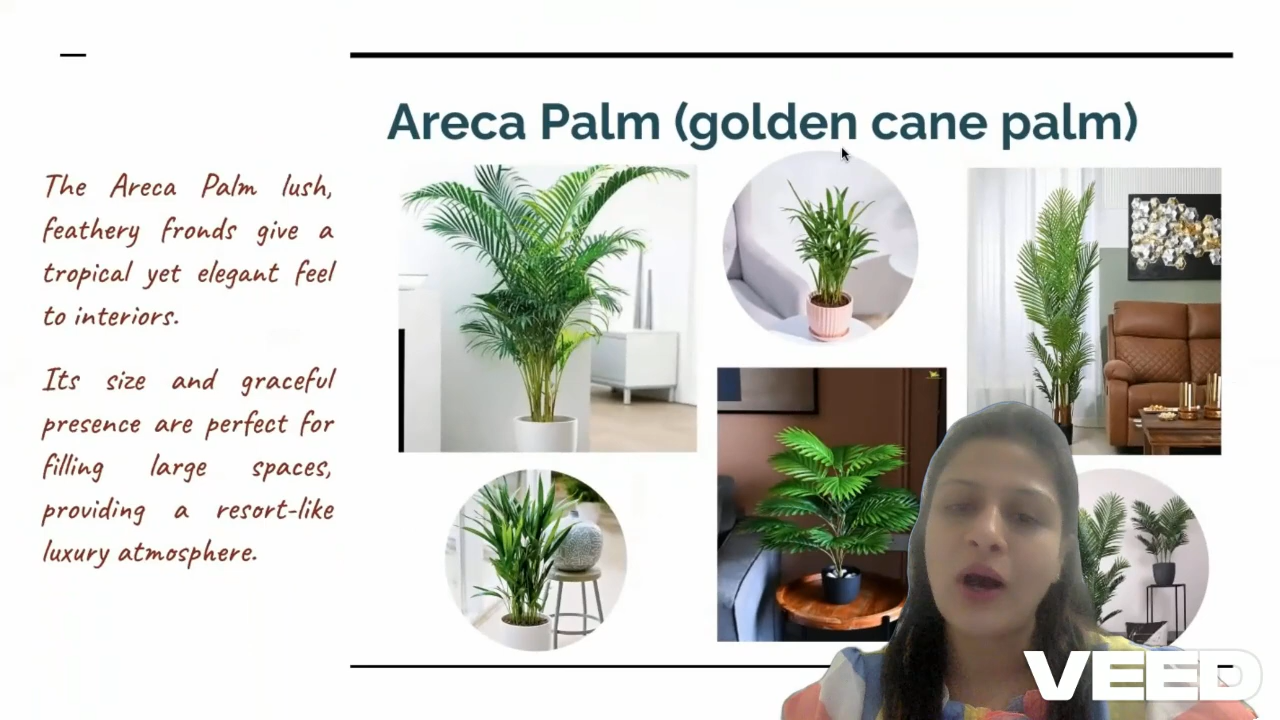 Areca Palm (golden cane palm)
The Areca Palm lush,
feathery fronds give a
tropical yet elegant feel
to interiors.
Its size and graceful
presence are perfect for
filling large spaces,
providing a resort-like
luxury atmosphere.
VEED